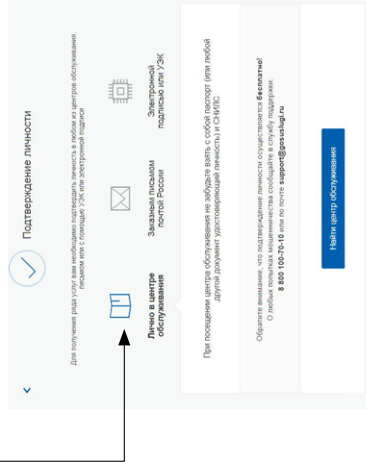 Подтверждение личности
Для получения ряда услуг вам необходимо подтвердить личность в любом из центров обслуживания,
письмом или с помощью УЭК или электронной подписи
Лично в центре
обслуживания
Заказным письмом
почтой России
Электронной
подписью или УЭК
При посещении центра обслуживания не забудьте взять с собой паспорт (или любой
другой документ удостоверяющий личность) и СНИЛС
Обратите внимание, что подтверждение личности осуществляется бесплатно!
О любых попытках мошенничества сообщайте в службу поддержки:
8 800 100-70-10 или по почте support@gosuslugi.ru
Найти центр обслуживания